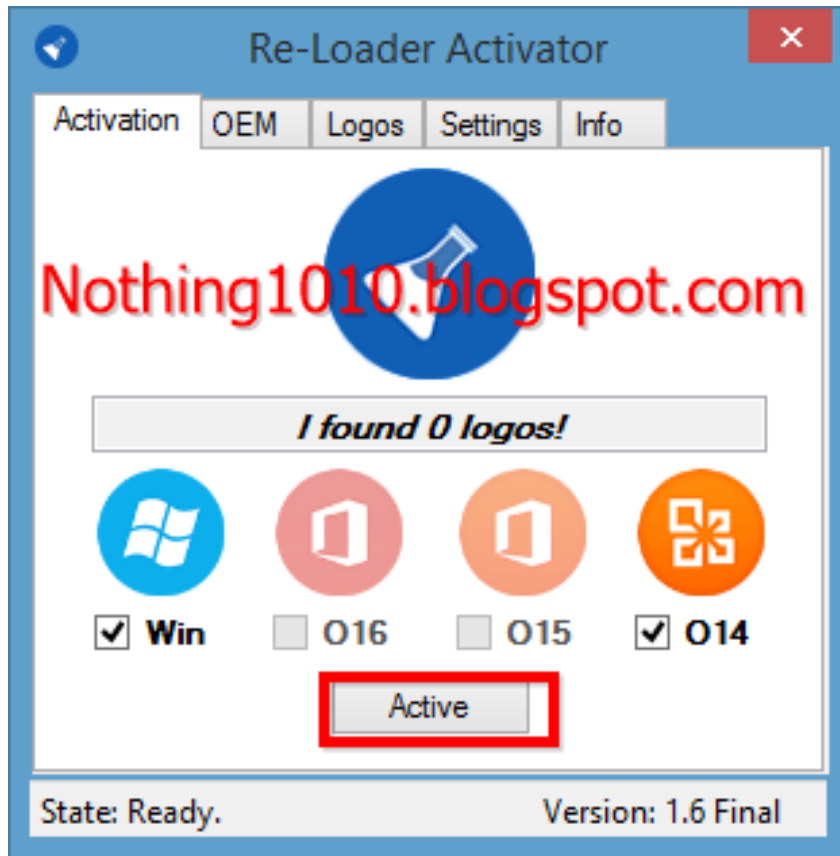 Re-Loader Activator
Activation OEM Logos Settings Info
Nothing1010.blogspot.com
I found 0 logos!
Win O16 O15 O14
Active
State: Ready. Version: 1.6 Final